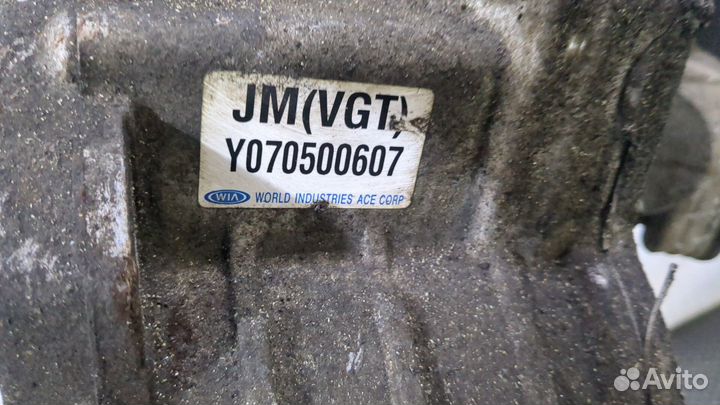 JM(VGT)
Y070500607
WIA WORLD INDUSTRIES ACE CORP
Avito